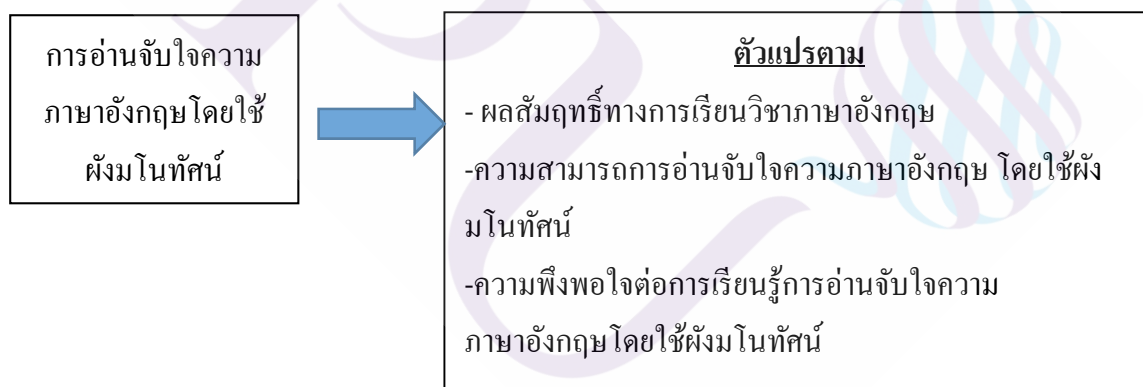 การอ่านจับใจความ
ภาษาอังกฤษโดยใช้
ผังมโนทัศน์
ตัวแปรตาม
- ผลสัมฤทธิ์ทางการเรียนวิชาภาษาอังกฤษ
-ความสามารถการอ่านจับใจความภาษาอังกฤษ โดยใช้ผัง
มโนทัศน์
-ความพึงพอใจต่อการเรียนรู้การอ่านจับใจความ
ภาษาอังกฤษโดยใช้ผังมโนทัศน์